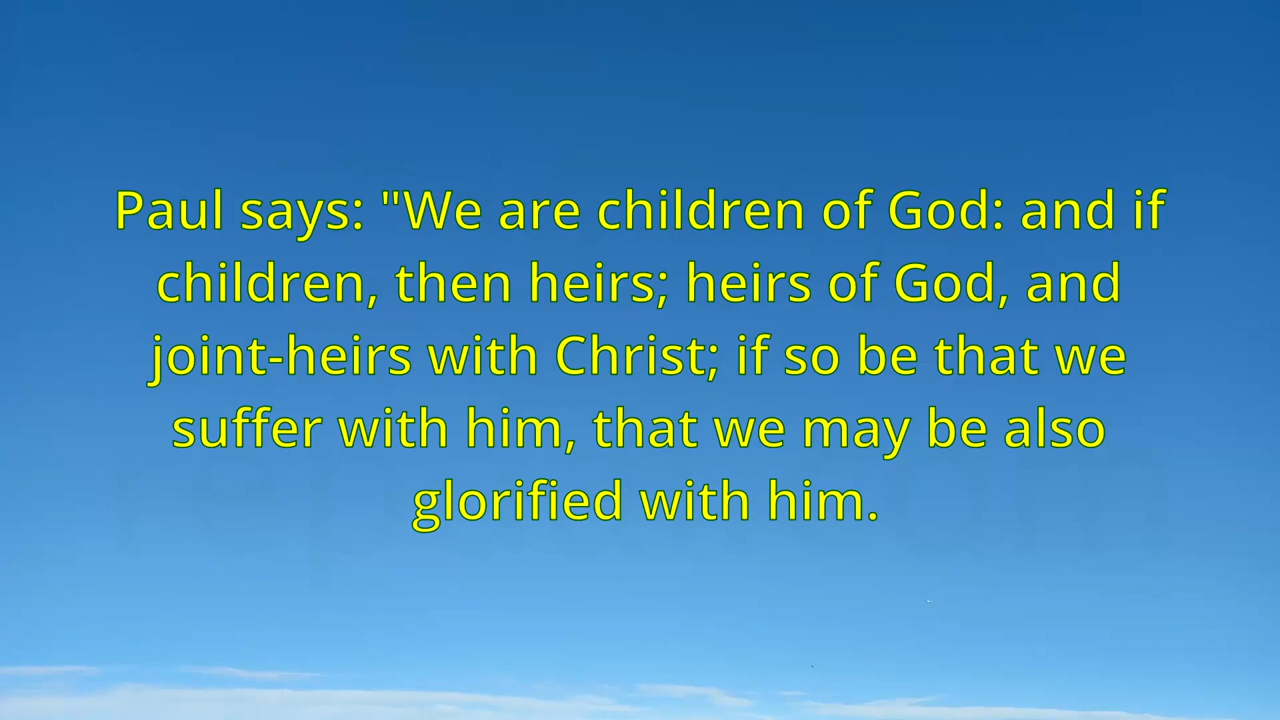 Paul says: "We are children of God: and if
children, then heirs; heirs of God, and
joint-heirs with Christ; if so be that we
suffer with him, that we may be also
glorified with him.